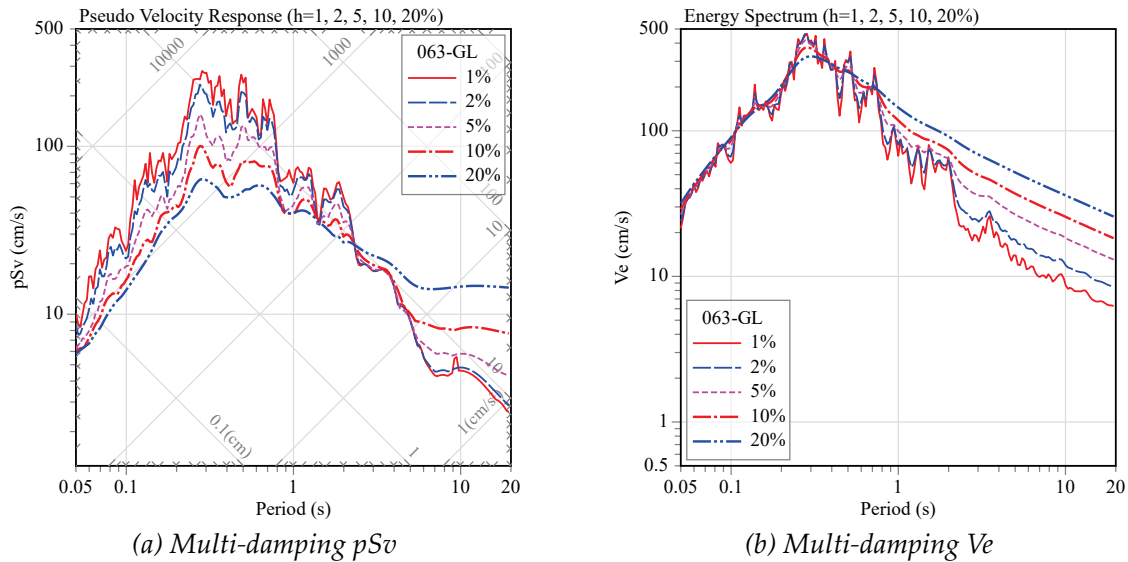 Pseudo Velocity Response (h=1, 2, 5, 10, 20%)
500
100
10
pSv (cm/s)
10000
1000
100
100
10
10
1(cm/s)
1
0.1(cm)
063-GL
1%
2%
5%
10%
20%
0.05
0.1
1
10
20
Period (s)
(a) Multi-damping pSv
Energy Spectrum (h=1, 2, 5, 10, 20%)
500
100
10
1
0.5
Ve (cm/s)
063-GL
1%
2%
5%
10%
20%
0.05
0.1
1
10
20
Period (s)
(b) Multi-damping Ve